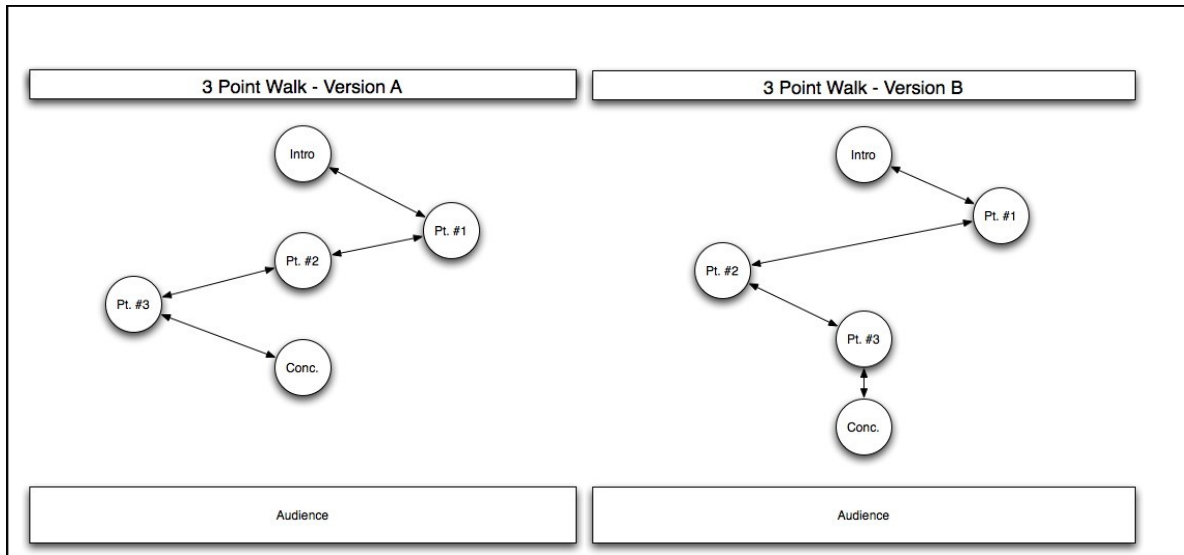 3 Point Walk - Version A
Intro
Pt. #1
Pt. #2
Pt. #3
Conc.
Audience
3 Point Walk - Version B
Intro
Pt. #1
Pt. #2
Pt. #3
Conc.
Audience